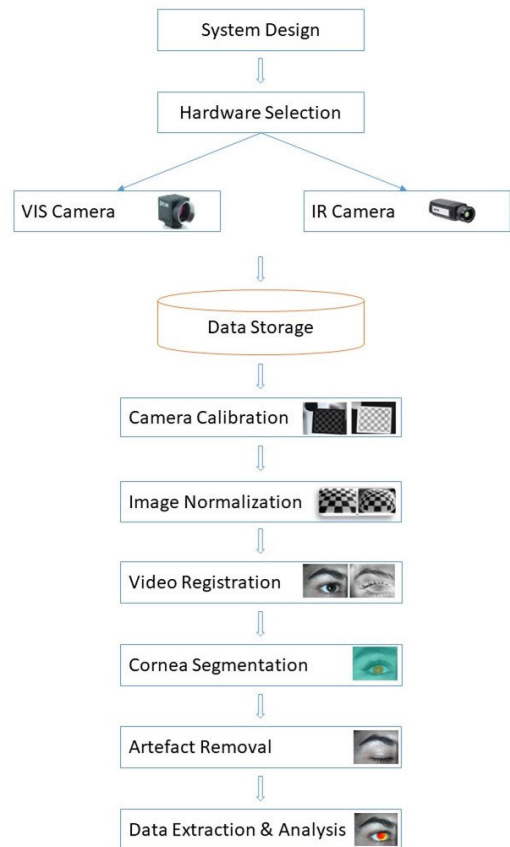 System Design
Hardware Selection
VIS Camera
IR Camera
Data Storage
Camera Calibration
Image Normalization
Video Registration
Cornea Segmentation
Artefact Removal
Data Extraction & Analysis